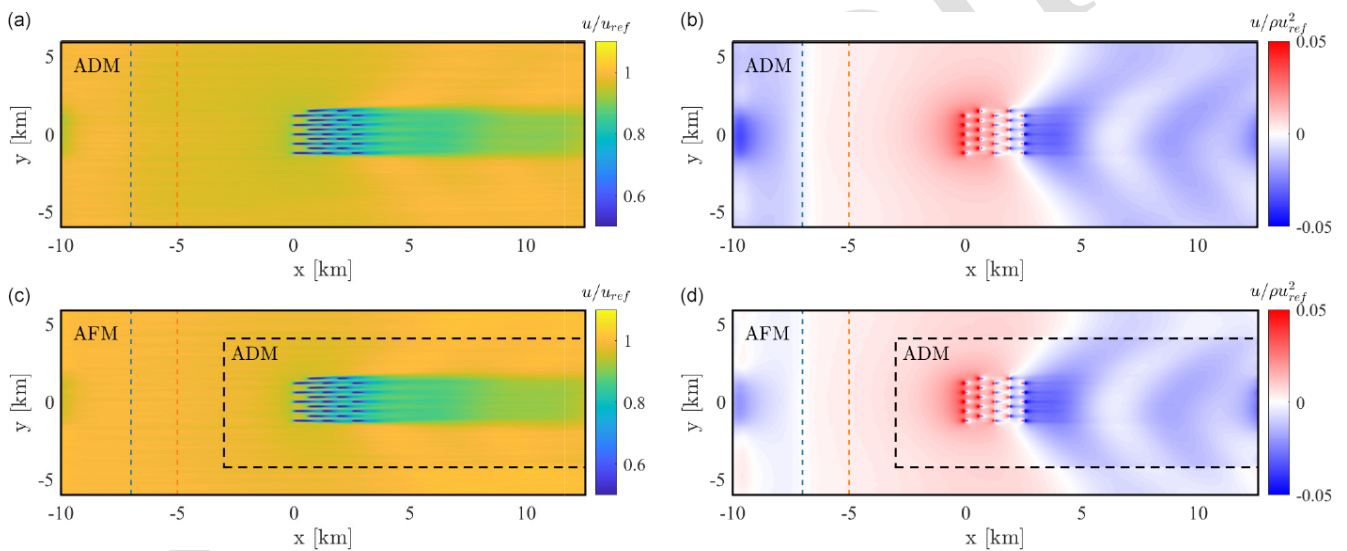 (a)
u/u_ref
ADM
5
0
-5
y [km]
-10
-5
0
5
10
x [km]
1
0.8
0.6
(b)
u/ρu²_ref
ADM
5
0
-5
y [km]
-10
-5
0
5
10
x [km]
0.05
0
-0.05
(c)
u/u_ref
AFM
ADM
5
0
-5
y [km]
-10
-5
0
5
10
x [km]
1
0.8
0.6
(d)
u/ρu²_ref
AFM
ADM
5
0
-5
y [km]
-10
-5
0
5
10
x [km]
0.05
0
-0.05